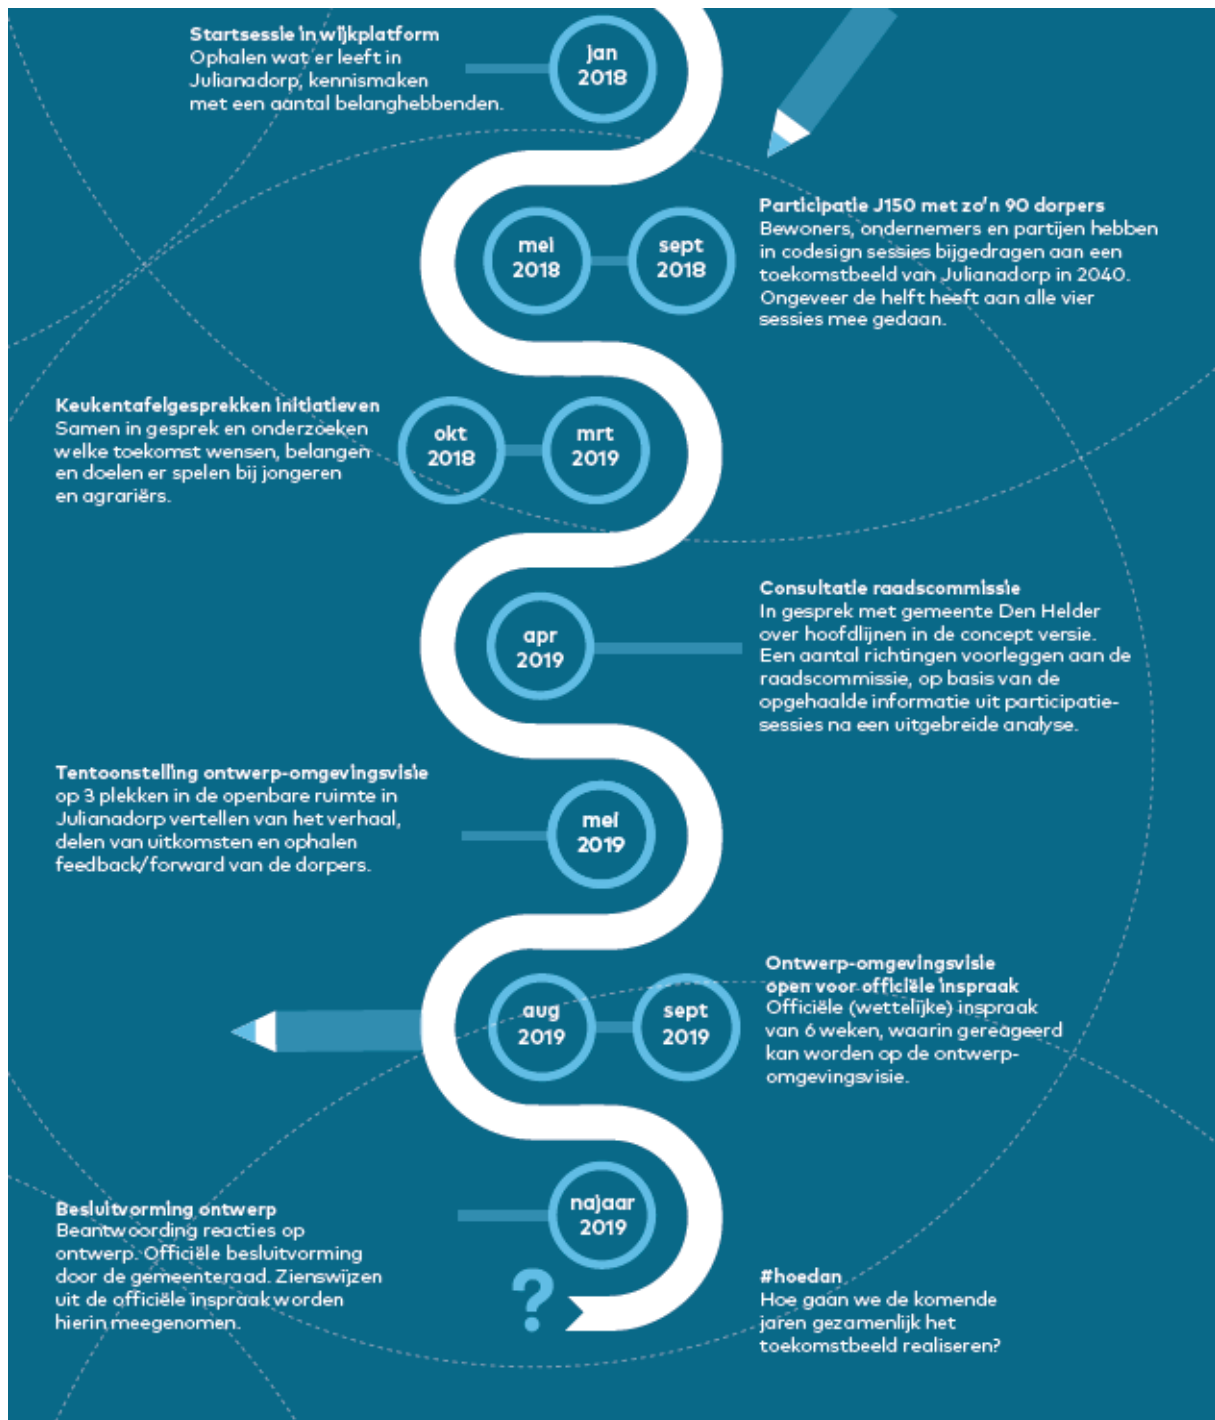 Startsessie in wijkplatform
Ophalen wat er leeft in
Julianadorp, kennismaken
met een aantal belanghebbenden.
jan
2018
mei
2018
sept
2018
Participatie J150 met zo'n 90 dorpers
Bewoners, ondernemers en partijen hebben
in codesign sessies bijgedragen aan een
toekomstbeeld van Julianadorp in 2040.
Ongeveer de helft heeft aan alle vier
sessies mee gedaan.
Keukentafelgesprekken initiatieven
Samen in gesprek en onderzoeken
welke toekomst wensen, belangen
en doelen er spelen bij jongeren
en agrariërs.
okt
2018
mrt
2019
apr
2019
Consultatie raadscommissie
In gesprek met gemeente Den Helder
over hoofdlijnen in de concept versie.
Een aantal richtingen voorleggen aan de
raadscommissie, op basis van de
opgehaalde informatie uit participatie-
sessies na een uitgebreide analyse.
Tentoonstelling ontwerp-omgevingsvisie
op 3 plekken in de openbare ruimte in
Julianadorp vertellen van het verhaal,
delen van uitkomsten en ophalen
feedback/forward van de dorpers.
mei
2019
aug
2019
sept
2019
Ontwerp-omgevingsvisie
open voor officiële inspraak
Officiële (wettelijke) inspraak
van 6 weken, waarin gereageerd
kan worden op de ontwerp-
omgevingsvisie.
Besluitvorming ontwerp
Beantwoording reacties op
ontwerp. Officiële besluitvorming
door de gemeenteraad. Zienswijzen
uit de officiële inspraak worden
hierin meegenomen.
najaar
2019
?
#hoedan
Hoe gaan we de komende
jaren gezamenlijk het
toekomstbeeld realiseren?